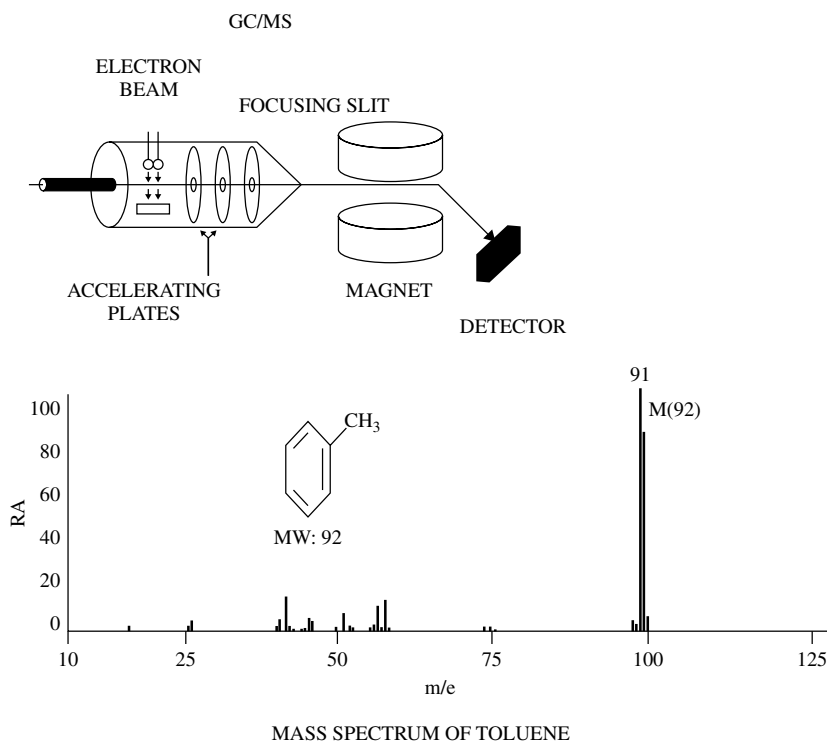 GC/MS
ELECTRON
BEAM
FOCUSING SLIT
ACCELERATING
PLATES
MAGNET
DETECTOR
91
M(92)
CH3
MW: 92
RA
100
80
60
40
20
0
10 25 50 75 100 125
m/e
MASS SPECTRUM OF TOLUENE